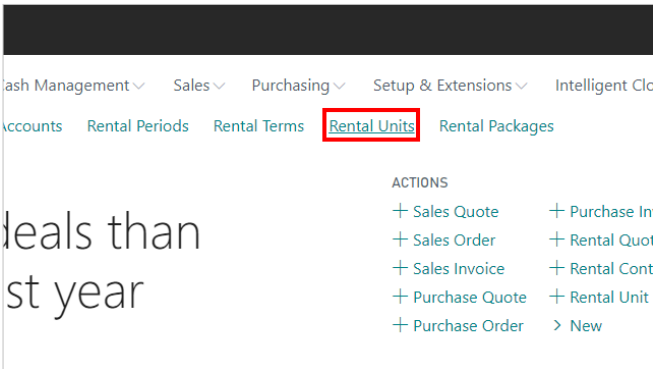 Cash Management Sales Purchasing Setup & Extensions Intelligent Clo
Accounts Rental Periods Rental Terms Rental Units Rental Packages
ACTIONS
deals than
st year
+ Sales Quote + Purchase In
+ Sales Order + Rental Quot
+ Sales Invoice + Rental Cont
+ Purchase Quote + Rental Unit
+ Purchase Order > New